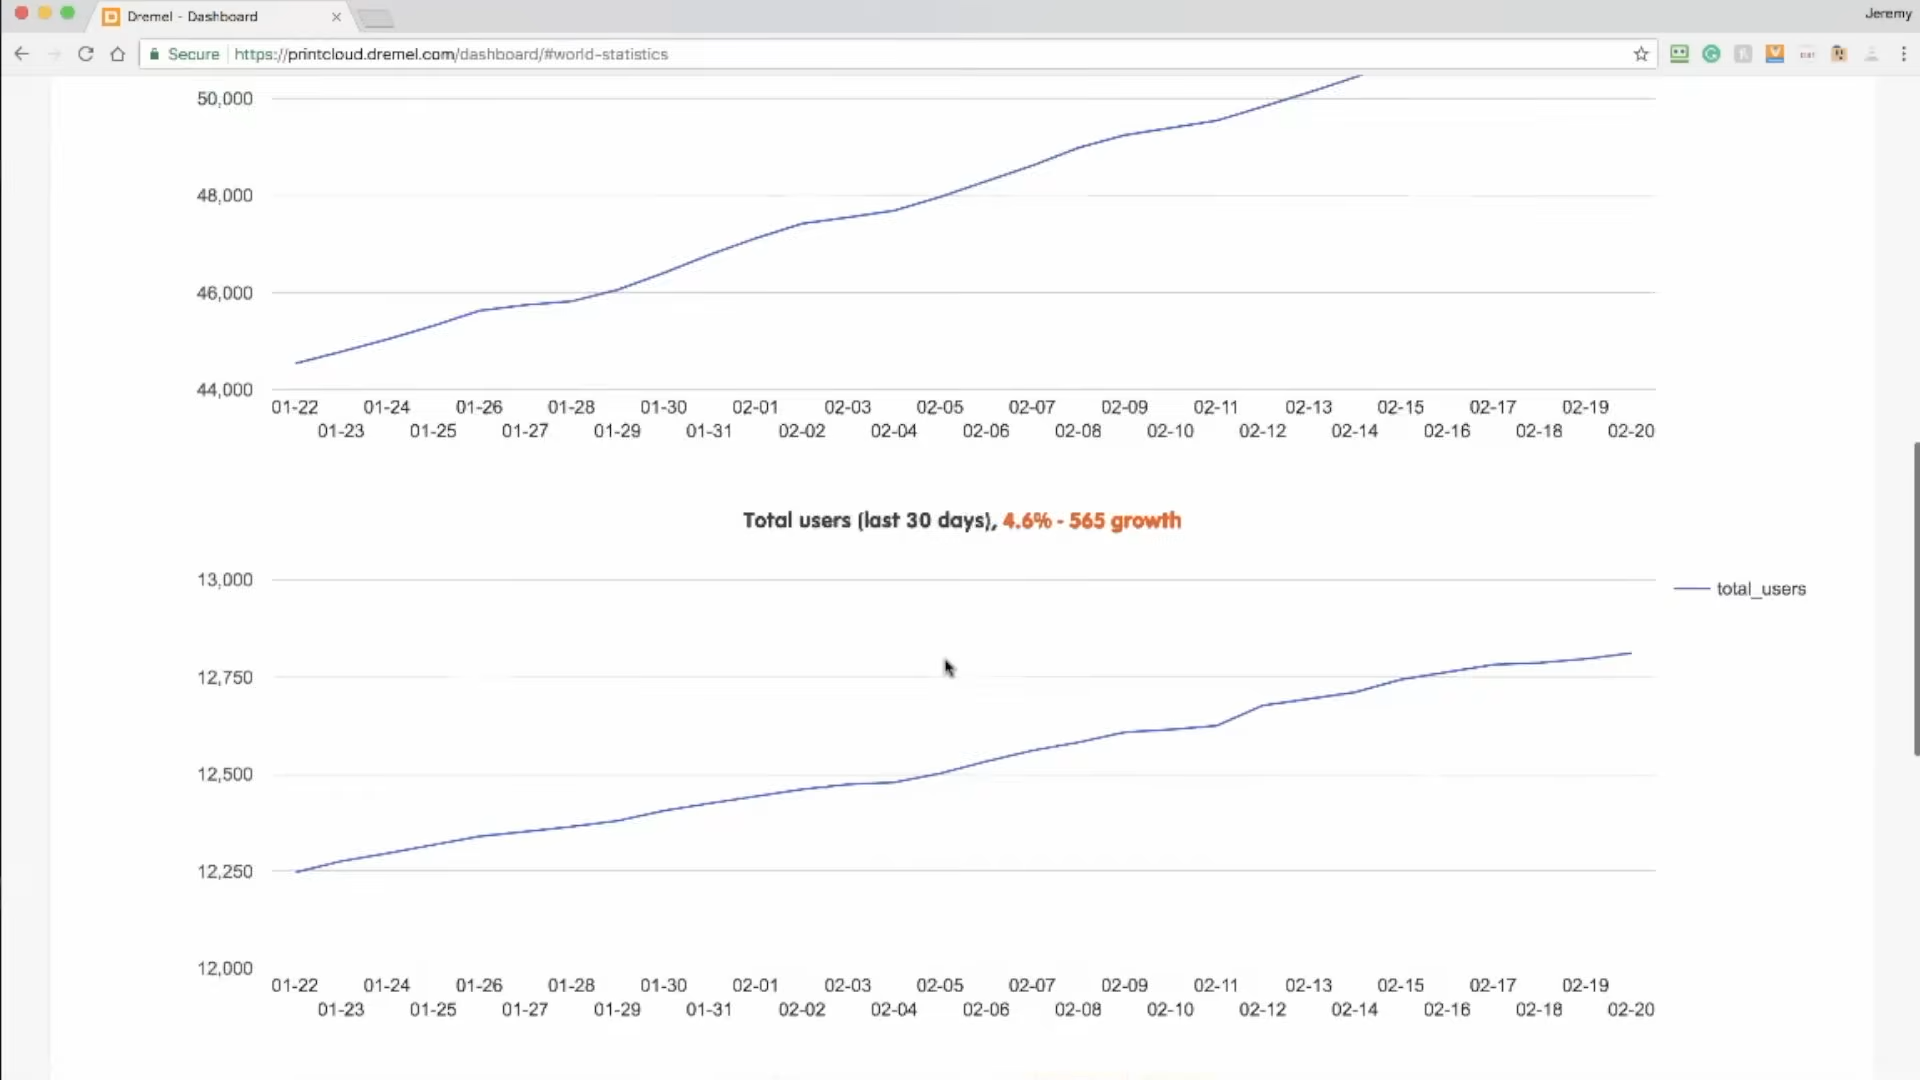 Dremel - Dashboard
Jeremy
Secure https://printcloud.dremel.com/dashboard/#world-statistics
50,000
48,000
46,000
44,000
01-22 01-24 01-26 01-28 01-30 02-01 02-03 02-05 02-07 02-09 02-11 02-13 02-15 02-17 02-19
01-23 01-25 01-27 01-29 01-31 02-02 02-04 02-06 02-08 02-10 02-12 02-14 02-16 02-18 02-20
Total users (last 30 days), 4.6% - 565 growth
13,000
total_users
12,750
12,500
12,250
12,000
01-22 01-24 01-26 01-28 01-30 02-01 02-03 02-05 02-07 02-09 02-11 02-13 02-15 02-17 02-19
01-23 01-25 01-27 01-29 01-31 02-02 02-04 02-06 02-08 02-10 02-12 02-14 02-16 02-18 02-20